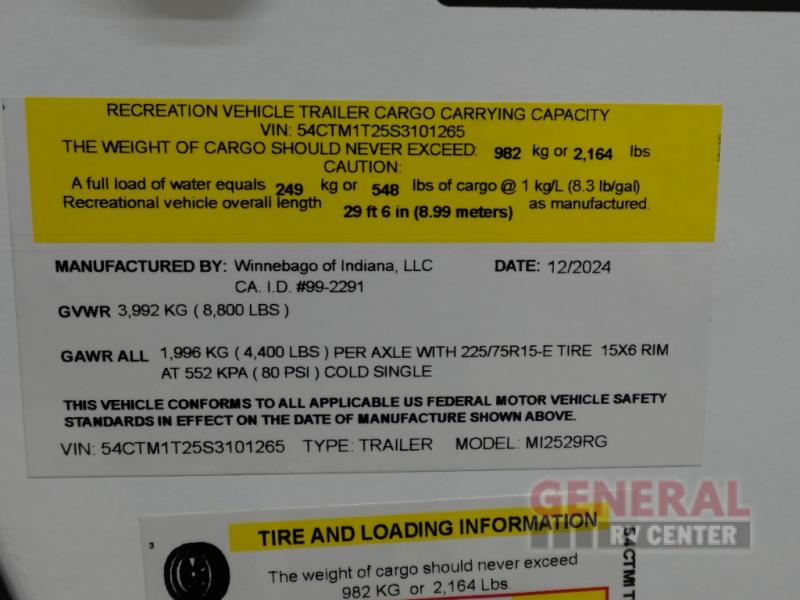 RECREATION VEHICLE TRAILER CARGO CARRYING CAPACITY
VIN: 54CTM1T25S3101265
THE WEIGHT OF CARGO SHOULD NEVER EXCEED: 982 kg or 2,164 lbs
CAUTION:
A full load of water equals 249 kg or 548 lbs of cargo @ 1 kg/L (8.3 lb/gal)
Recreational vehicle overall length 29 ft 6 in (8.99 meters) as manufactured.
MANUFACTURED BY: Winnebago of Indiana, LLC DATE: 12/2024
CA. I.D. #99-2291
GVWR 3,992 KG ( 8,800 LBS )
GAWR ALL 1,996 KG ( 4,400 LBS ) PER AXLE WITH 225/75R15-E TIRE 15X6 RIM
AT 552 KPA ( 80 PSI ) COLD SINGLE
THIS VEHICLE CONFORMS TO ALL APPLICABLE US FEDERAL MOTOR VEHICLE SAFETY
STANDARDS IN EFFECT ON THE DATE OF MANUFACTURE SHOWN ABOVE.
VIN: 54CTM1T25S3101265 TYPE: TRAILER MODEL: MI2529RG
TIRE AND LOADING INFORMATION
The weight of cargo should never exceed
982 KG or 2,164 Lbs.
54CTM1T
GENERAL
RV CENTER